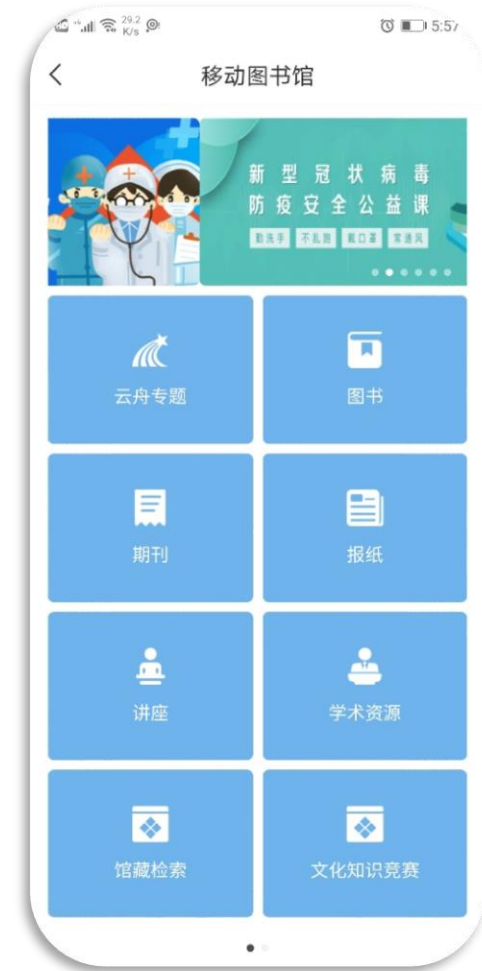 29.2
K/s
5:57
移动图书馆
新型冠状病毒
防疫安全公益课
勤洗手 不乱跑 戴口罩 常通风
云舟专题
图书
期刊
报纸
讲座
学术资源
馆藏检索
文化知识竞赛